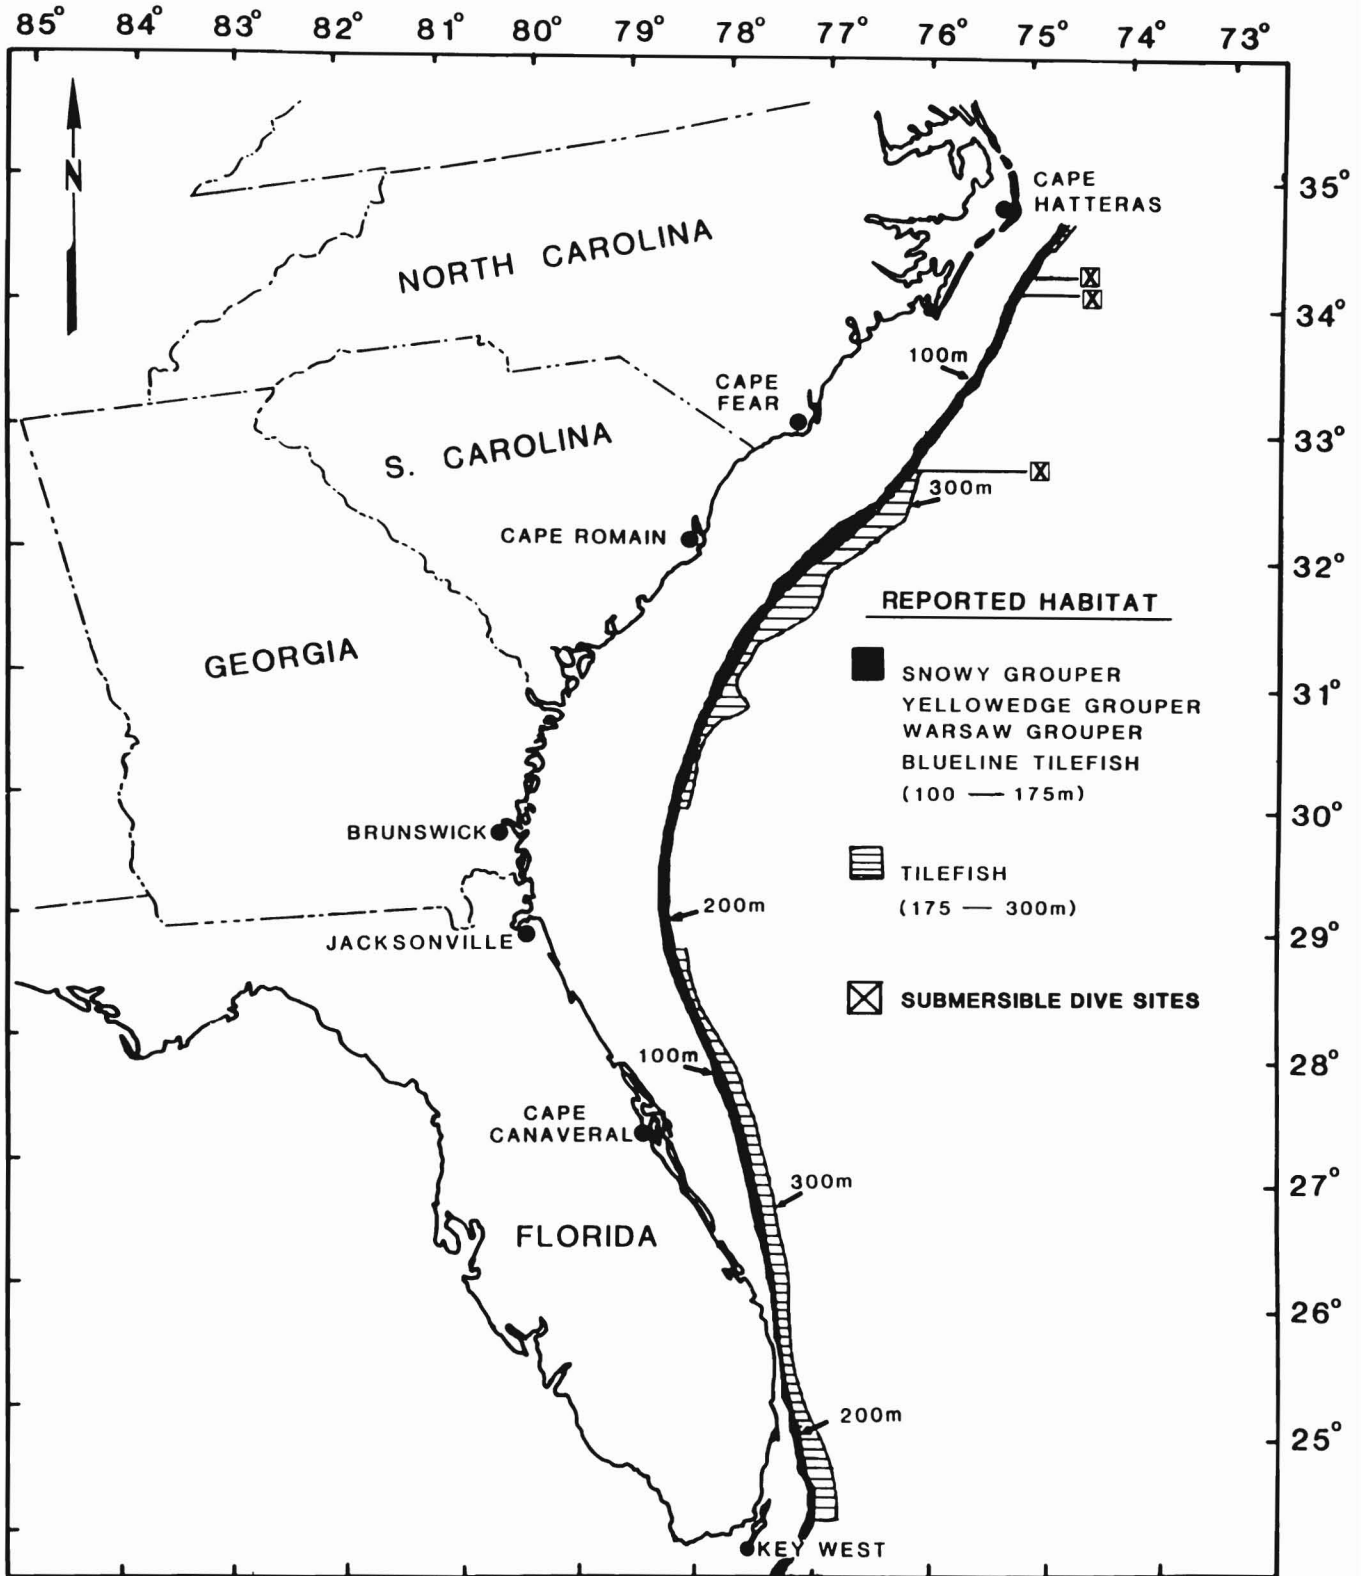 85° 84° 83° 82° 81° 80° 79° 78° 77° 76° 75° 74° 73°
N
CAPE
HATTERAS
35°
NORTH CAROLINA
34°
100m
CAPE
FEAR
33°
S. CAROLINA
300m
CAPE ROMAIN
32°
REPORTED HABITAT
GEORGIA
SNOWY GROUPER
31°
YELLOWEDGE GROUPER
WARSAW GROUPER
BLUELINE TILEFISH
(100 — 175m)
30°
BRUNSWICK
TILEFISH
(175 — 300m)
200m
29°
JACKSONVILLE
SUBMERSIBLE DIVE SITES
100m
28°
CAPE
CANAVERAL
300m
27°
FLORIDA
26°
200m
25°
KEY WEST